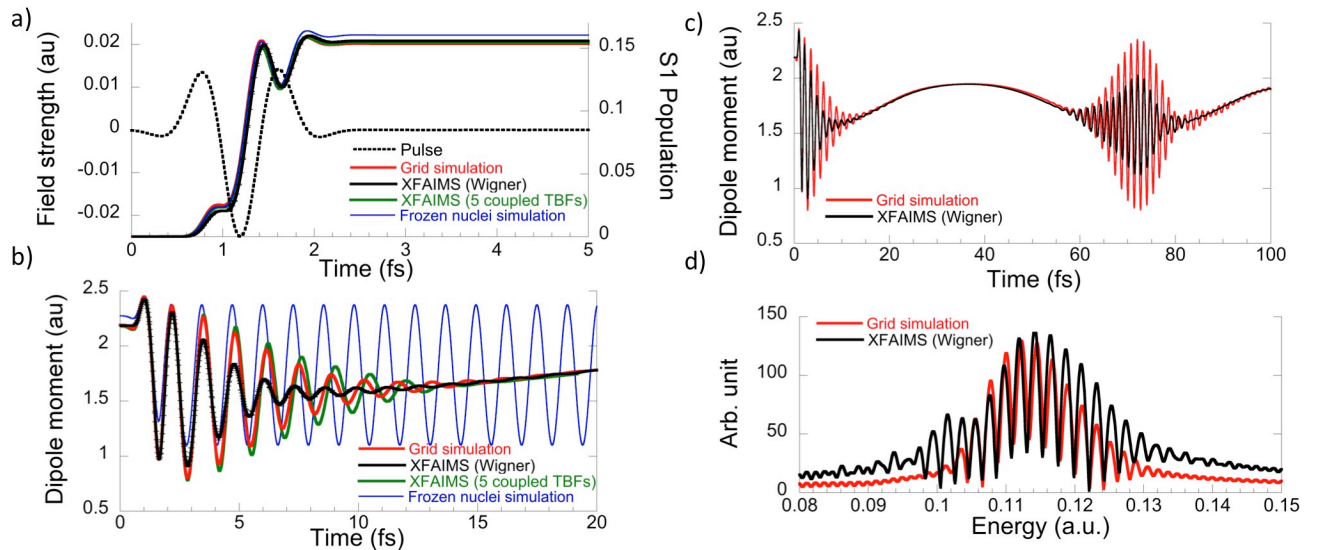 a)
Field strength (au)
0.02
0.01
0
-0.01
-0.02
0.15
0.1
0.05
0
S1 Population
Pulse
Grid simulation
XFAIMS (Wigner)
XFAIMS (5 coupled TBFs)
Frozen nuclei simulation
0 1 2 3 4 5
Time (fs)
b)
Dipole moment (au)
2.5
2
1.5
1
0.5
Grid simulation
XFAIMS (Wigner)
XFAIMS (5 coupled TBFs)
Frozen nuclei simulation
0 5 10 15 20
Time (fs)
c)
Dipole moment (au)
2.5
2
1.5
1
0.5
Grid simulation
XFAIMS (Wigner)
0 20 40 60 80 100
Time (fs)
d)
Arb. unit
150
100
50
0
Grid simulation
XFAIMS (Wigner)
0.08 0.09 0.1 0.11 0.12 0.13 0.14 0.15
Energy (a.u.)